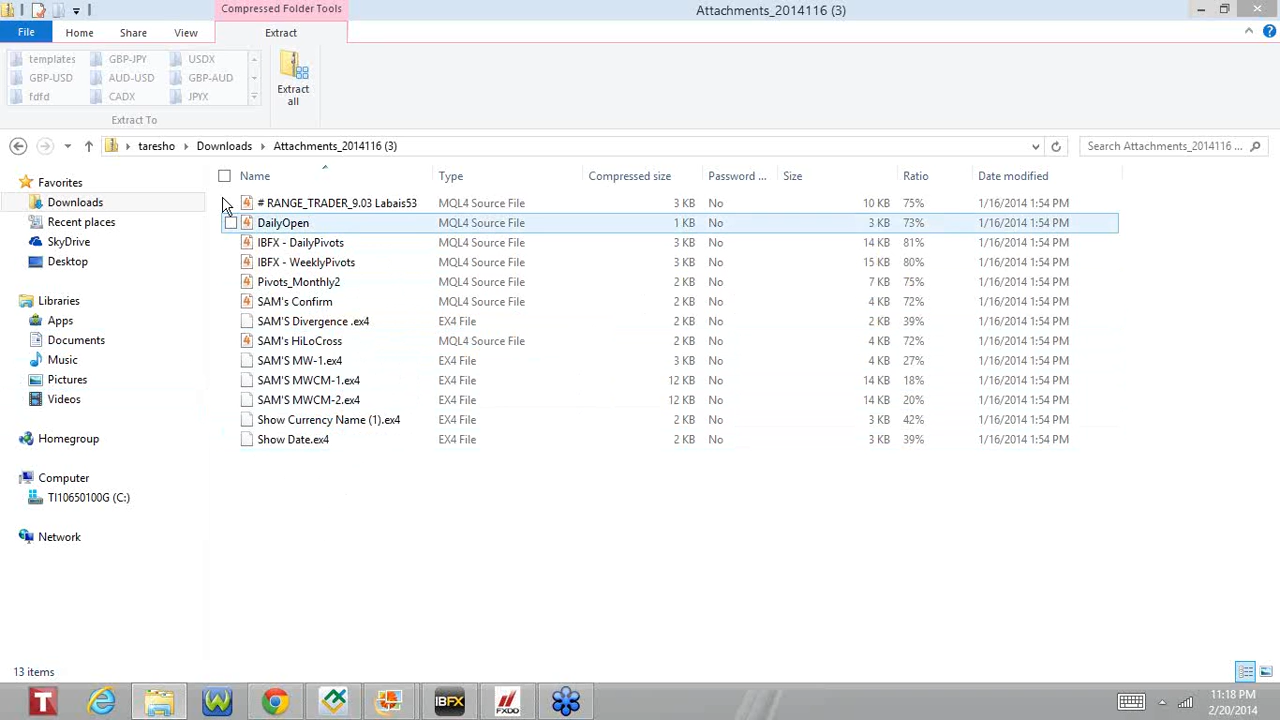 Compressed Folder Tools
Attachments_2014116 (3)
File Home Share View Extract
templates GBP-JPY USDX
GBP-USD AUD-USD GBP-AUD
fdfd CADX JPYX
Extract all
Extract To
taresho Downloads Attachments_2014116 (3)
Search Attachments_2014116 ...
Favorites
Downloads
Recent places
SkyDrive
Desktop
Libraries
Apps
Documents
Music
Pictures
Videos
Homegroup
Computer
TI10650100G (C:)
Network
Name Type Compressed size Password ... Size Ratio Date modified
# RANGE_TRADER_9.03 Labais53 MQL4 Source File 3 KB No 10 KB 75% 1/16/2014 1:54 PM
DailyOpen MQL4 Source File 1 KB No 3 KB 73% 1/16/2014 1:54 PM
IBFX - DailyPivots MQL4 Source File 3 KB No 14 KB 81% 1/16/2014 1:54 PM
IBFX - WeeklyPivots MQL4 Source File 3 KB No 15 KB 80% 1/16/2014 1:54 PM
Pivots_Monthly2 MQL4 Source File 2 KB No 7 KB 75% 1/16/2014 1:54 PM
SAM's Confirm MQL4 Source File 2 KB No 4 KB 72% 1/16/2014 1:54 PM
SAM'S Divergence .ex4 EX4 File 2 KB No 2 KB 39% 1/16/2014 1:54 PM
SAM's HiLoCross MQL4 Source File 2 KB No 4 KB 72% 1/16/2014 1:54 PM
SAM'S MW-1.ex4 EX4 File 3 KB No 4 KB 27% 1/16/2014 1:54 PM
SAM'S MWCM-1.ex4 EX4 File 12 KB No 14 KB 18% 1/16/2014 1:54 PM
SAM'S MWCM-2.ex4 EX4 File 12 KB No 14 KB 20% 1/16/2014 1:54 PM
Show Currency Name (1).ex4 EX4 File 2 KB No 3 KB 42% 1/16/2014 1:54 PM
Show Date.ex4 EX4 File 2 KB No 3 KB 39% 1/16/2014 1:54 PM
13 items
T W IBFX FXDD
11:18 PM
2/20/2014